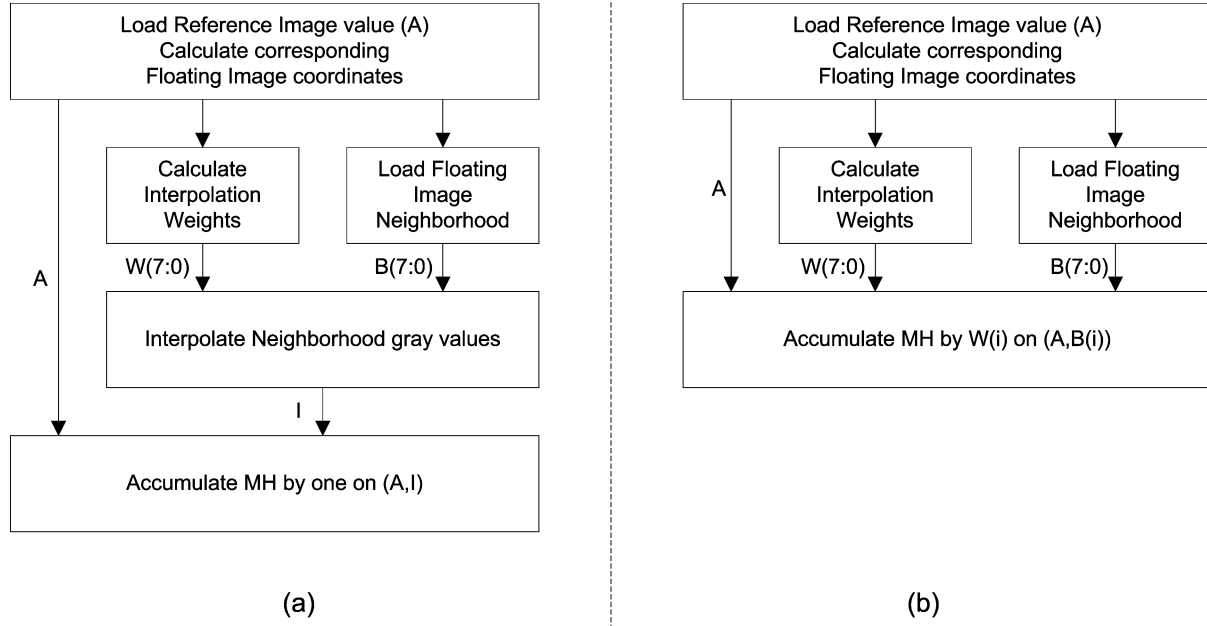 Load Reference Image value (A)
Calculate corresponding
Floating Image coordinates
Calculate
Interpolation
Weights
Load Floating
Image
Neighborhood
A
W(7:0)
B(7:0)
Interpolate Neighborhood gray values
I
Accumulate MH by one on (A,I)
(a)
Load Reference Image value (A)
Calculate corresponding
Floating Image coordinates
A
Calculate
Interpolation
Weights
Load Floating
Image
Neighborhood
W(7:0)
B(7:0)
Accumulate MH by W(i) on (A,B(i))
(b)